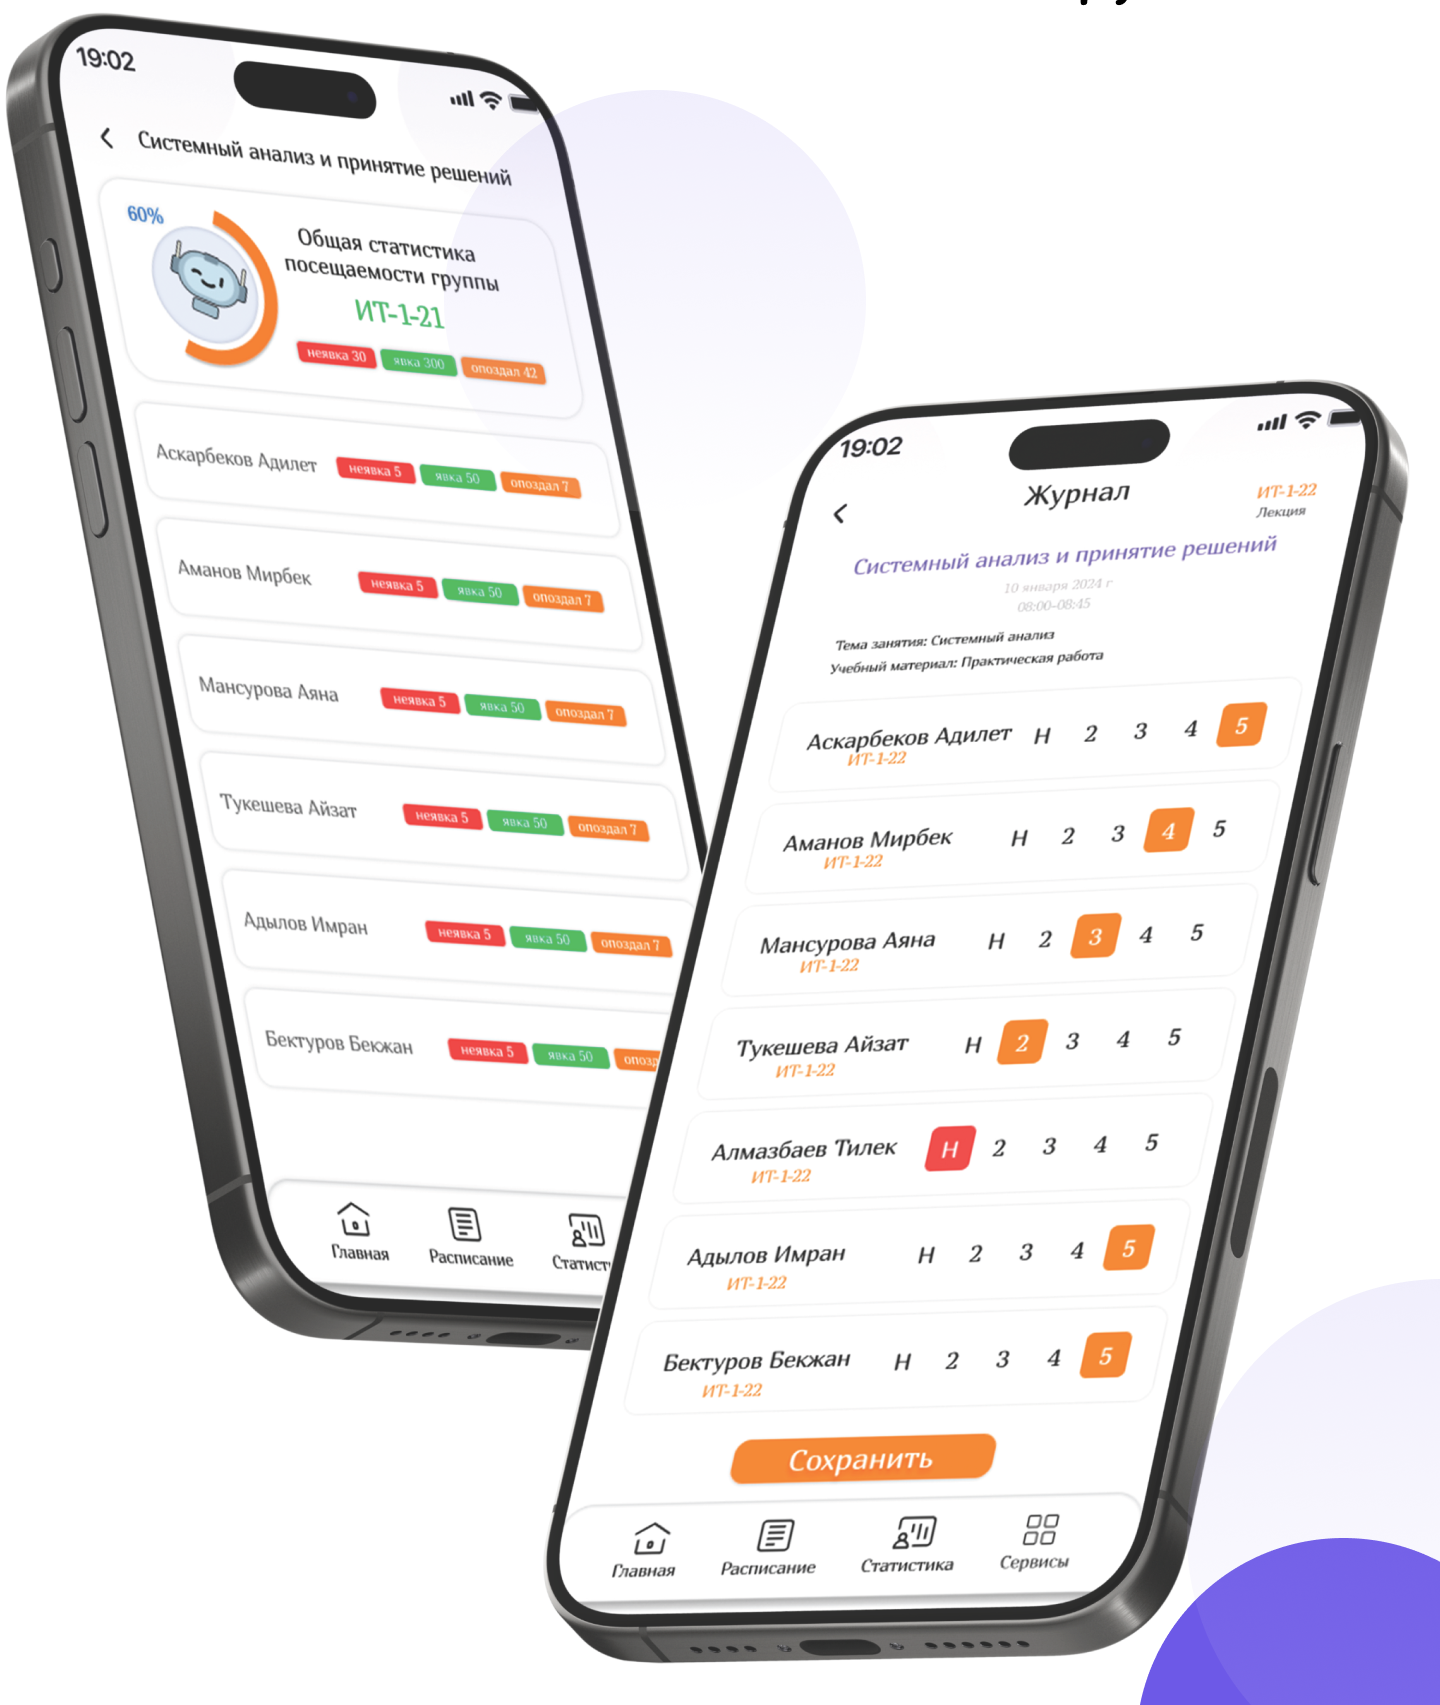 19:02
Системный анализ и принятие решений
60%
Общая статистика
посещаемости группы
ИТ-1-21
неявка 30 явка 300 опоздал 42
Аскарбеков Адилет неявка 5 явка 50 опоздал 7
Аманов Мирбек неявка 5 явка 50 опоздал 7
Мансурова Аяна неявка 5 явка 50 опоздал 7
Тукешева Айзат неявка 5 явка 50 опоздал 7
Адылов Имран неявка 5 явка 50 опоздал 7
Бектуров Бекжан неявка 5 явка 50 опозд
Главная Расписание Статист
19:02
Журнал
ИТ-1-22
Лекция
Системный анализ и принятие решений
10 января 2024 г
08:00-08:45
Тема занятия: Системный анализ
Учебный материал: Практическая работа
Аскарбеков Адилет Н 2 3 4 5
ИТ-1-22
Аманов Мирбек Н 2 3 4 5
ИТ-1-22
Мансурова Аяна Н 2 3 4 5
ИТ-1-22
Тукешева Айзат Н 2 3 4 5
ИТ-1-22
Алмазбаев Тилек Н 2 3 4 5
ИТ-1-22
Адылов Имран Н 2 3 4 5
ИТ-1-22
Бектуров Бекжан Н 2 3 4 5
ИТ-1-22
Сохранить
Главная Расписание Статистика Сервисы